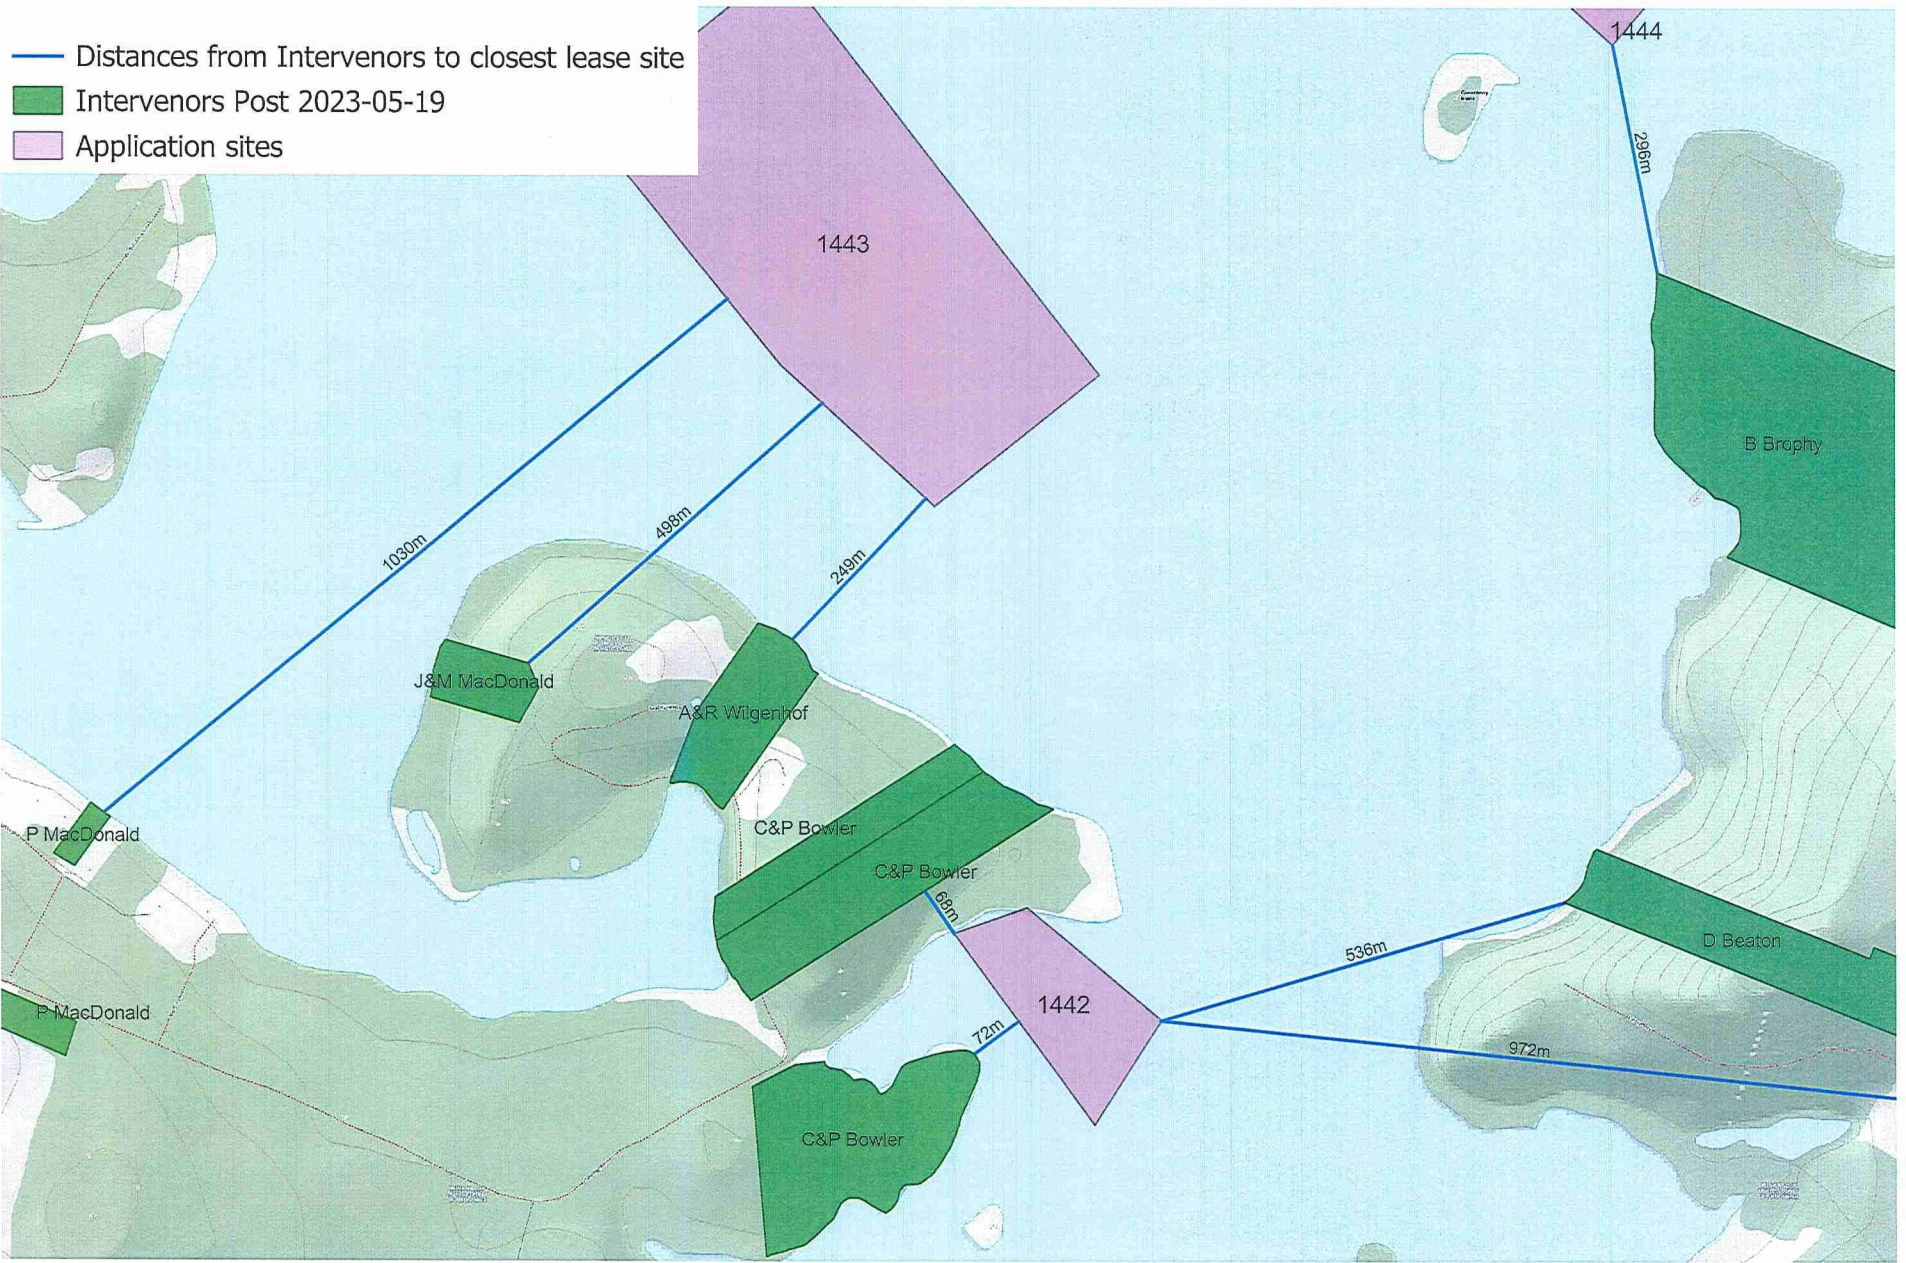 Distances from Intervenors to closest lease site
Intervenors Post 2023-05-19
Application sites
1444
296m
1443
B Brophy
1030m
498m
249m
J&M MacDonald
A&R Wilgenhof
P MacDonald
C&P Bowler
C&P Bowler
68m
D Beaton
536m
1442
P MacDonald
72m
972m
C&P Bowler